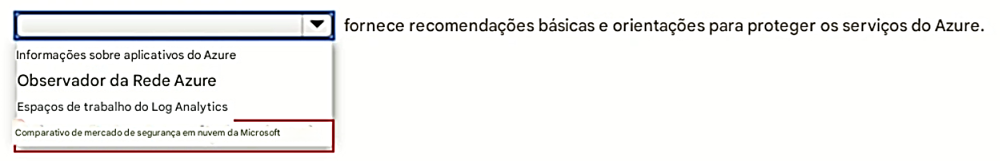 fornece recomendações básicas e orientações para proteger os serviços do Azure.
Informações sobre aplicativos do Azure
Observador da Rede Azure
Espaços de trabalho do Log Analytics
Comparativo de mercado de segurança em nuvem da Microsoft